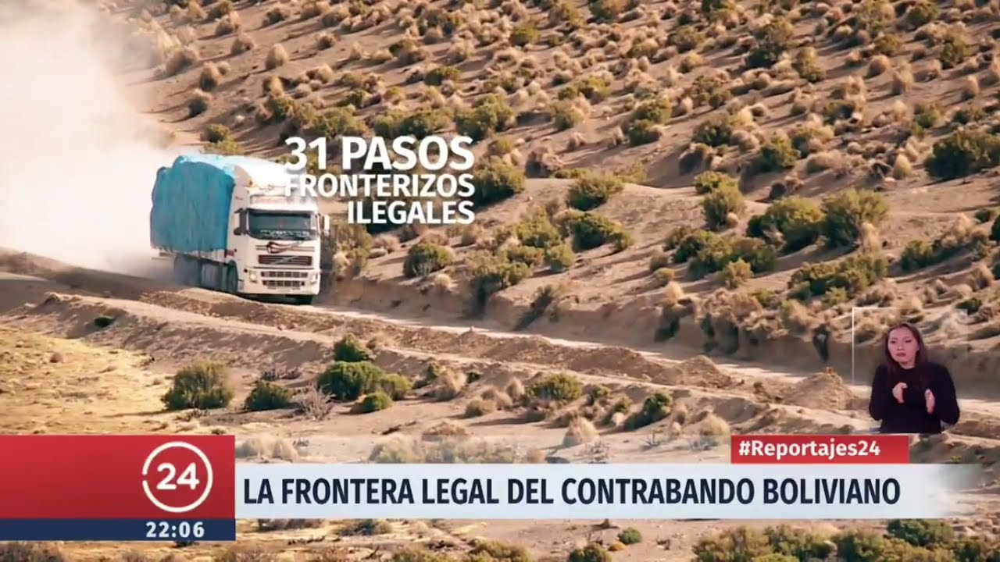 31 PASOS
FRONTERIZOS
ILEGALES
#Reportajes24
24
LA FRONTERA LEGAL DEL CONTRABANDO BOLIVIANO
22:06